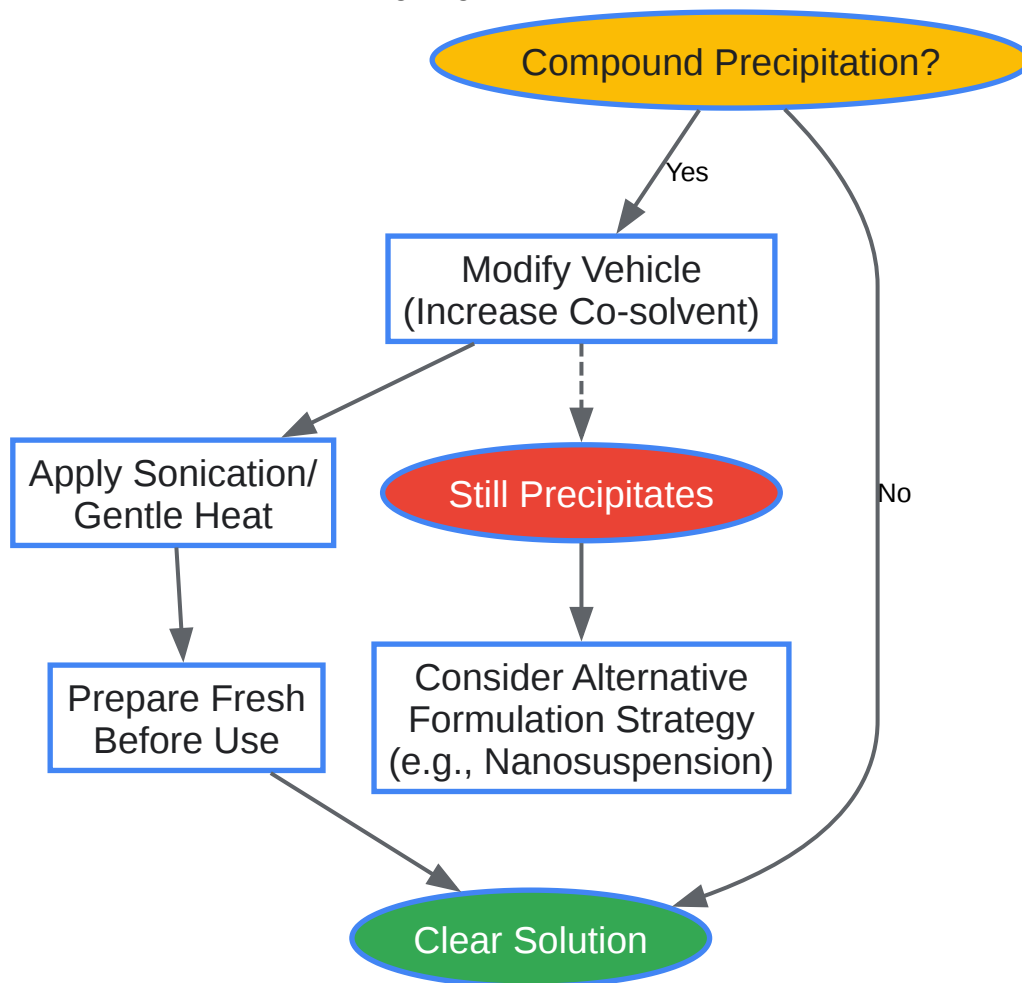 Compound Precipitation?
Yes
Modify Vehicle
(Increase Co-solvent)
Apply Sonication/
Gentle Heat
Still Precipitates
No
Prepare Fresh
Before Use
Consider Alternative
Formulation Strategy
(e.g., Nanosuspension)
Clear Solution